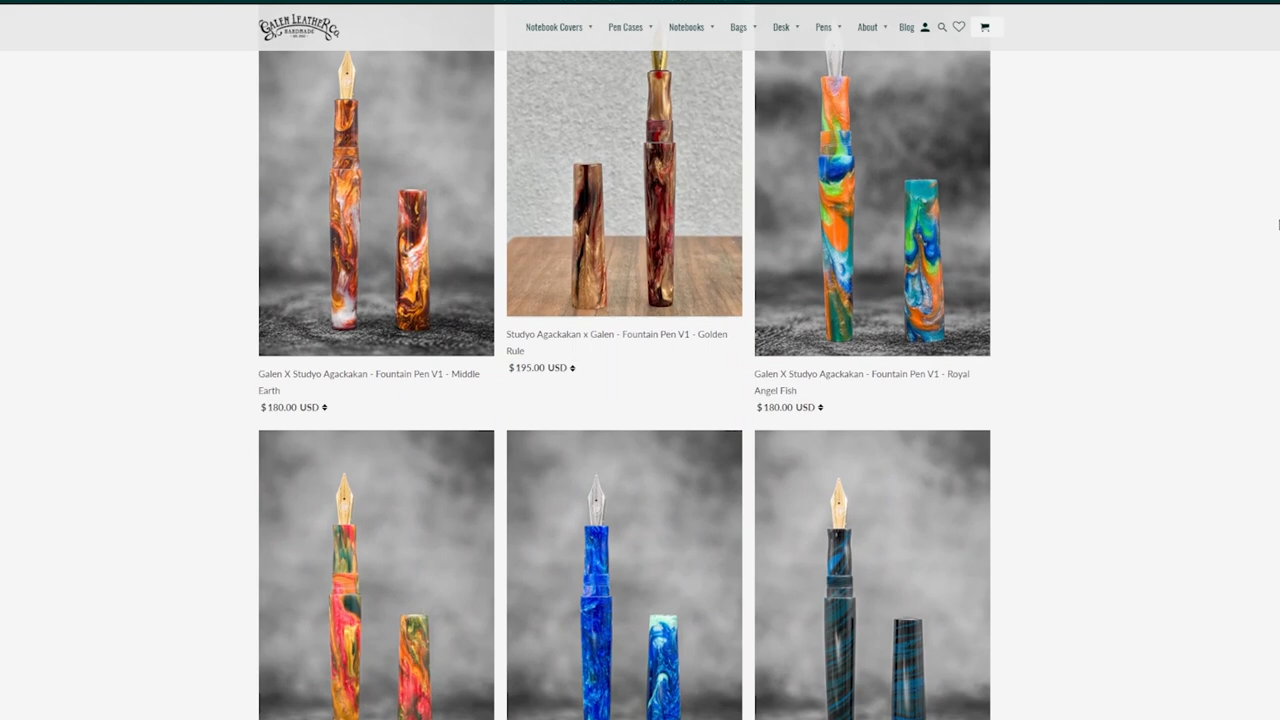 GALEN LEATHER CO.
HANDMADE
Notebook Covers Pen Cases Notebooks Bags Desk Pens About Blog
Galen X Studyo Agackakan - Fountain Pen V1 - Middle
Earth
$180.00 USD
Studyo Agackakan x Galen - Fountain Pen V1 - Golden
Rule
$195.00 USD
Galen X Studyo Agackakan - Fountain Pen V1 - Royal
Angel Fish
$180.00 USD